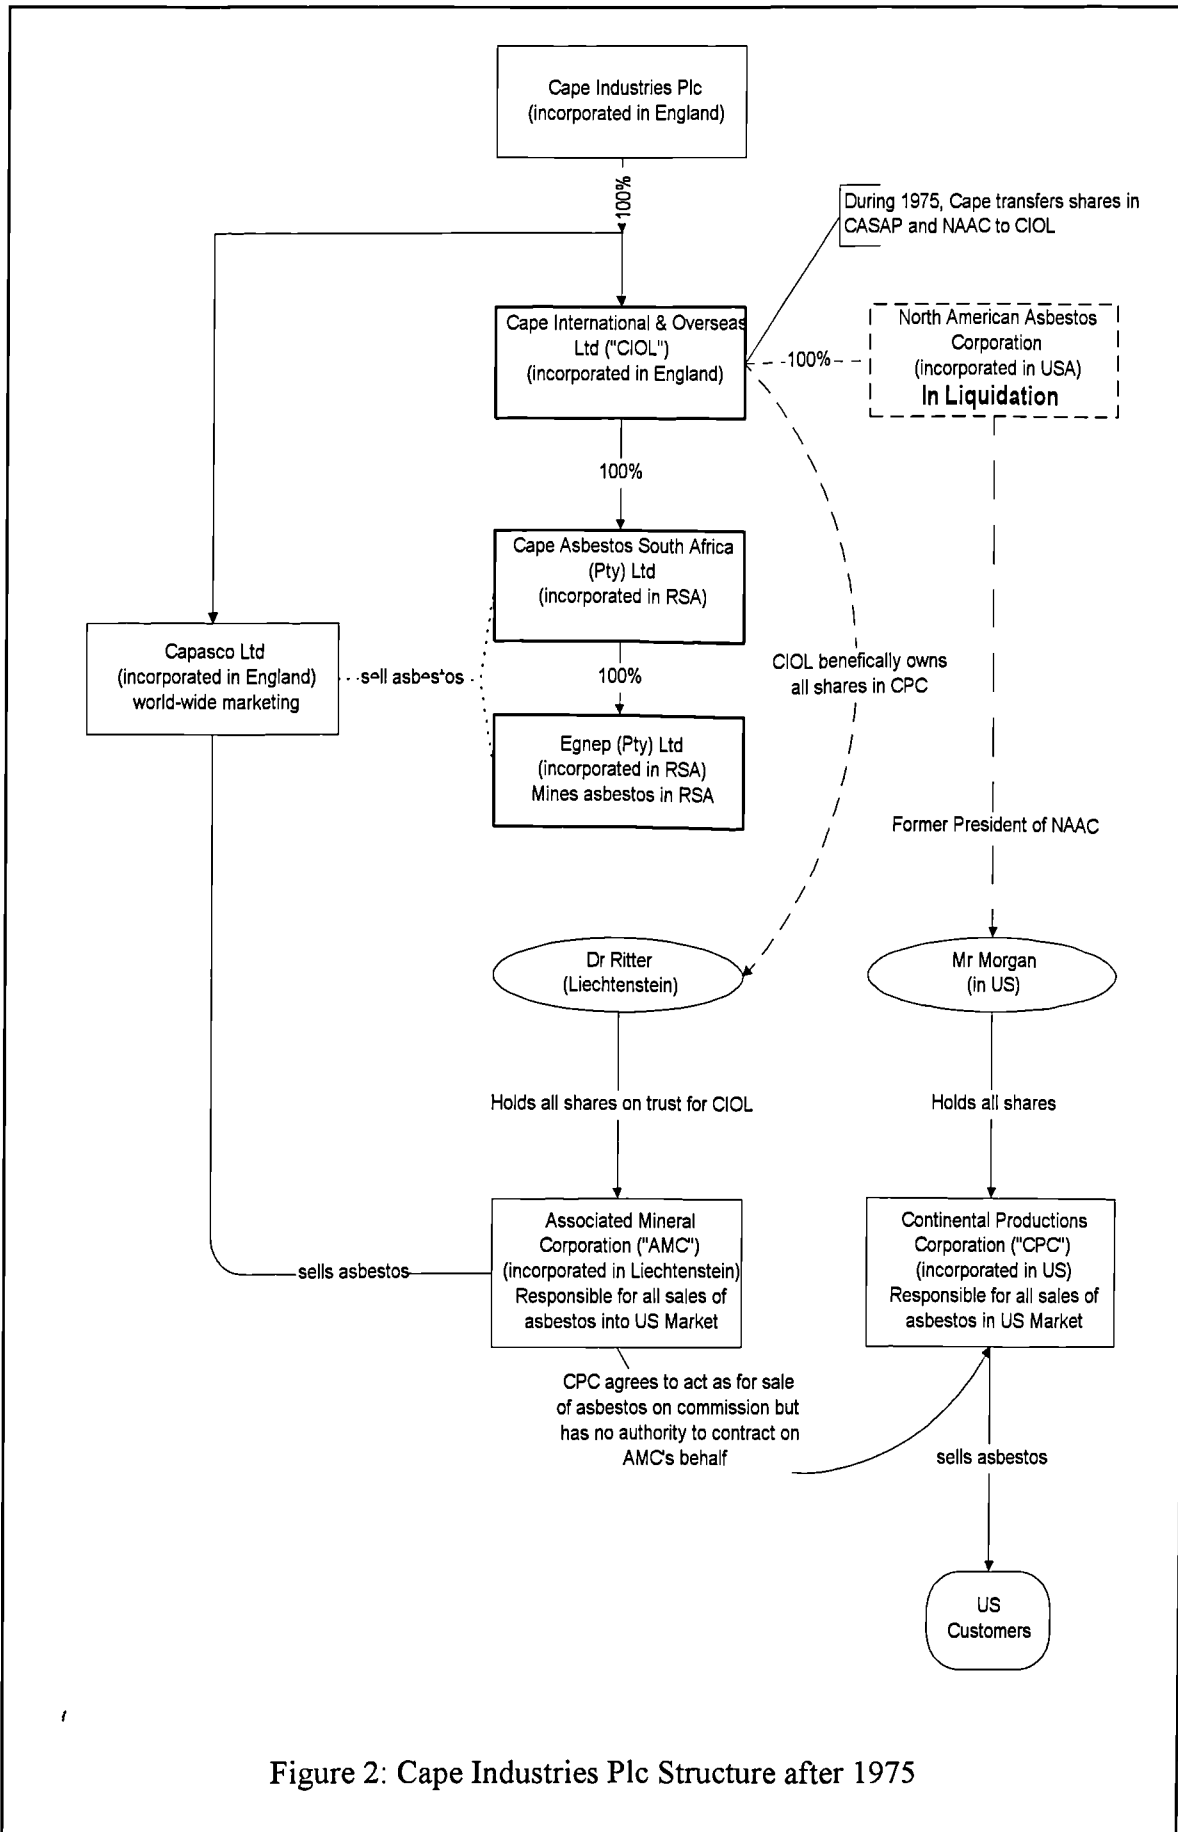 Cape Industries Plc
(incorporated in England)
100%
During 1975, Cape transfers shares in
CASAP and NAAC to CIOL
Cape International & Overseas
Ltd ("CIOL")
(incorporated in England)
100%
North American Asbestos
Corporation
(incorporated in USA)
In Liquidation
100%
Cape Asbestos South Africa
(Pty) Ltd
(incorporated in RSA)
Capasco Ltd
(incorporated in England)
world-wide marketing
sell asbestos
100%
CIOL benefically owns
all shares in CPC
Egnep (Pty) Ltd
(incorporated in RSA)
Mines asbestos in RSA
Former President of NAAC
Dr Ritter
(Liechtenstein)
Mr Morgan
(in US)
Holds all shares on trust for CIOL
Holds all shares
Associated Mineral
Corporation ("AMC")
(incorporated in Liechtenstein)
Responsible for all sales of
asbestos into US Market
Continental Productions
Corporation ("CPC")
(incorporated in US)
Responsible for all sales of
asbestos in US Market
sells asbestos
CPC agrees to act as for sale
of asbestos on commission but
has no authority to contract on
AMC's behalf
sells asbestos
US
Customers
Figure 2: Cape Industries Plc Structure after 1975